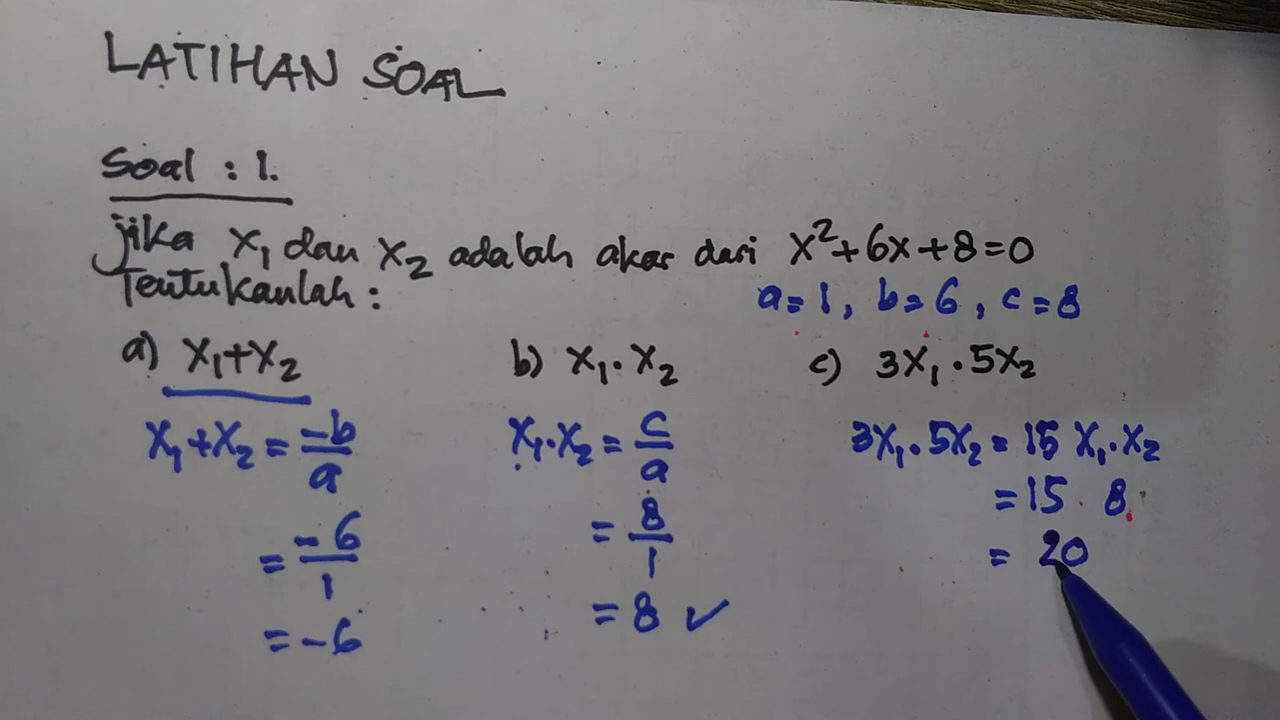 LATIHAN SOAL
Soal : 1.
jika x₁ dan x₂ adalah akar dari x²+6x+8=0
Tentukanlah :
a=1, b=6, c=8
a) x₁+x₂
b) x₁.x₂
c) 3x₁.5x₂
x₁+x₂ = -b/a
= -6/1
= -6
x₁.x₂ = c/a
= 8/1
= 8 ✓
3x₁.5x₂ = 15 x₁.x₂
= 15 . 8
= 20